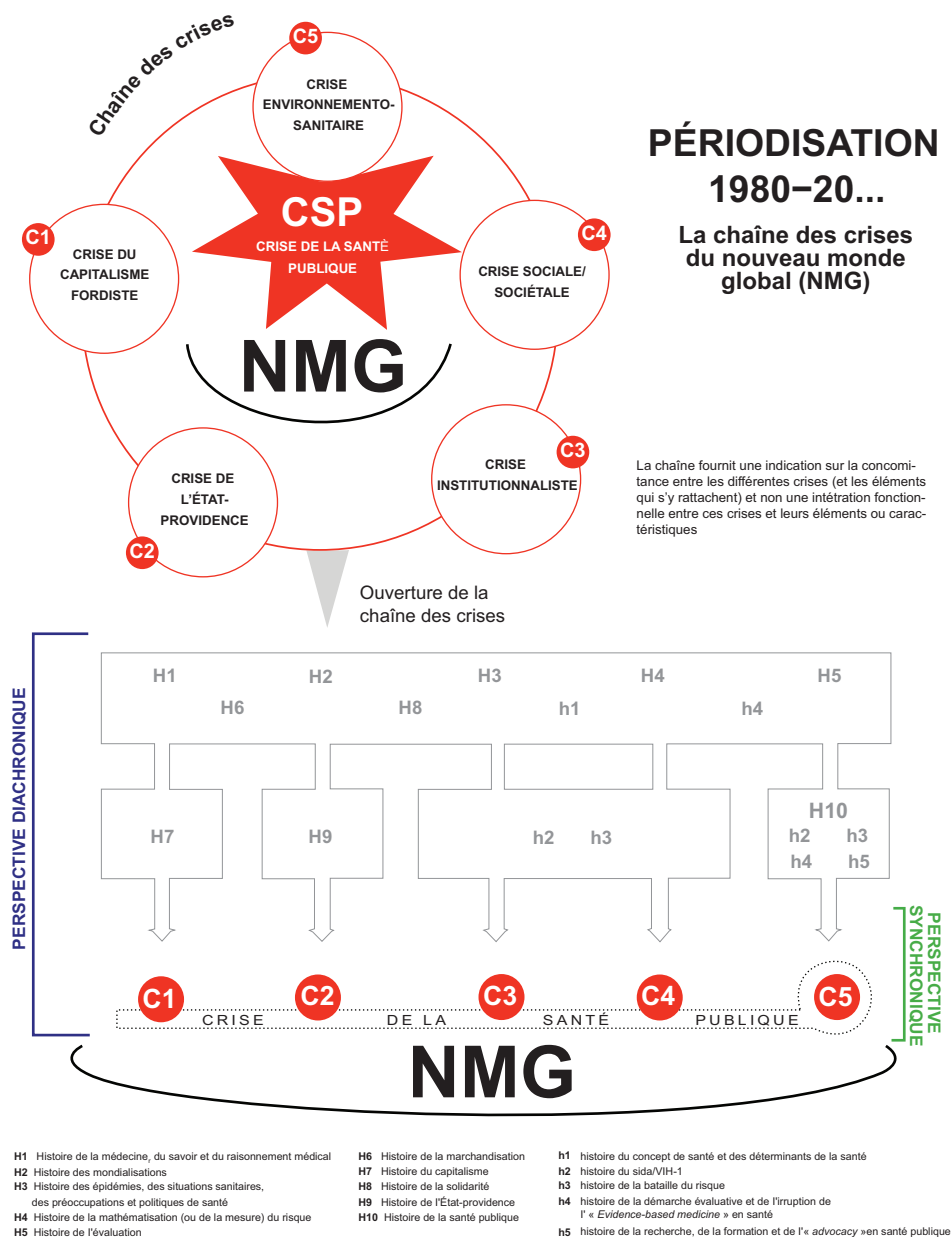 Chaîne des crises
C5
CRISE
ENVIRONNEMENTO-
SANITAIRE
CSP
CRISE DE LA SANTÈ
PUBLIQUE
C1
CRISE DU
CAPITALISME
FORDISTE
C4
CRISE SOCIALE/
SOCIÉTALE
NMG
C3
CRISE
INSTITUTIONNALISTE
CRISE DE
L'ÉTAT-
PROVIDENCE
C2
PÉRIODISATION
1980–20...
La chaîne des crises
du nouveau monde
global (NMG)
La chaîne fournit une indication sur la concomi-
tance entre les différentes crises (et les éléments
qui s'y rattachent) et non une intétration fonction-
nelle entre ces crises et leurs éléments ou carac-
téristiques
Ouverture de la
chaîne des crises
PERSPECTIVE DIACHRONIQUE
H1 H2 H3 H4 H5
H6 H8 h1 h4
H7 H9 h2 h3
H10
h2 h3
h4 h5
PERSPECTIVE
SYNCHRONIQUE
C1 C2 C3 C4 C5
CRISE DE LA SANTÉ PUBLIQUE
NMG
H1 Histoire de la médecine, du savoir et du raisonnement médical
H2 Histoire des mondialisations
H3 Histoire des épidémies, des situations sanitaires,
des préoccupations et politiques de santé
H4 Histoire de la mathématisation (ou de la mesure) du risque
H5 Histoire de l'évaluation
H6 Histoire de la marchandisation
H7 Histoire du capitalisme
H8 Histoire de la solidarité
H9 Histoire de l'État-providence
H10 Histoire de la santé publique
h1 histoire du concept de santé et des déterminants de la santé
h2 histoire du sida/VIH-1
h3 histoire de la bataille du risque
h4 histoire de la démarche évaluative et de l'irruption de
l' « Evidence-based medicine » en santé
h5 histoire de la recherche, de la formation et de l'« advocacy »en santé publique